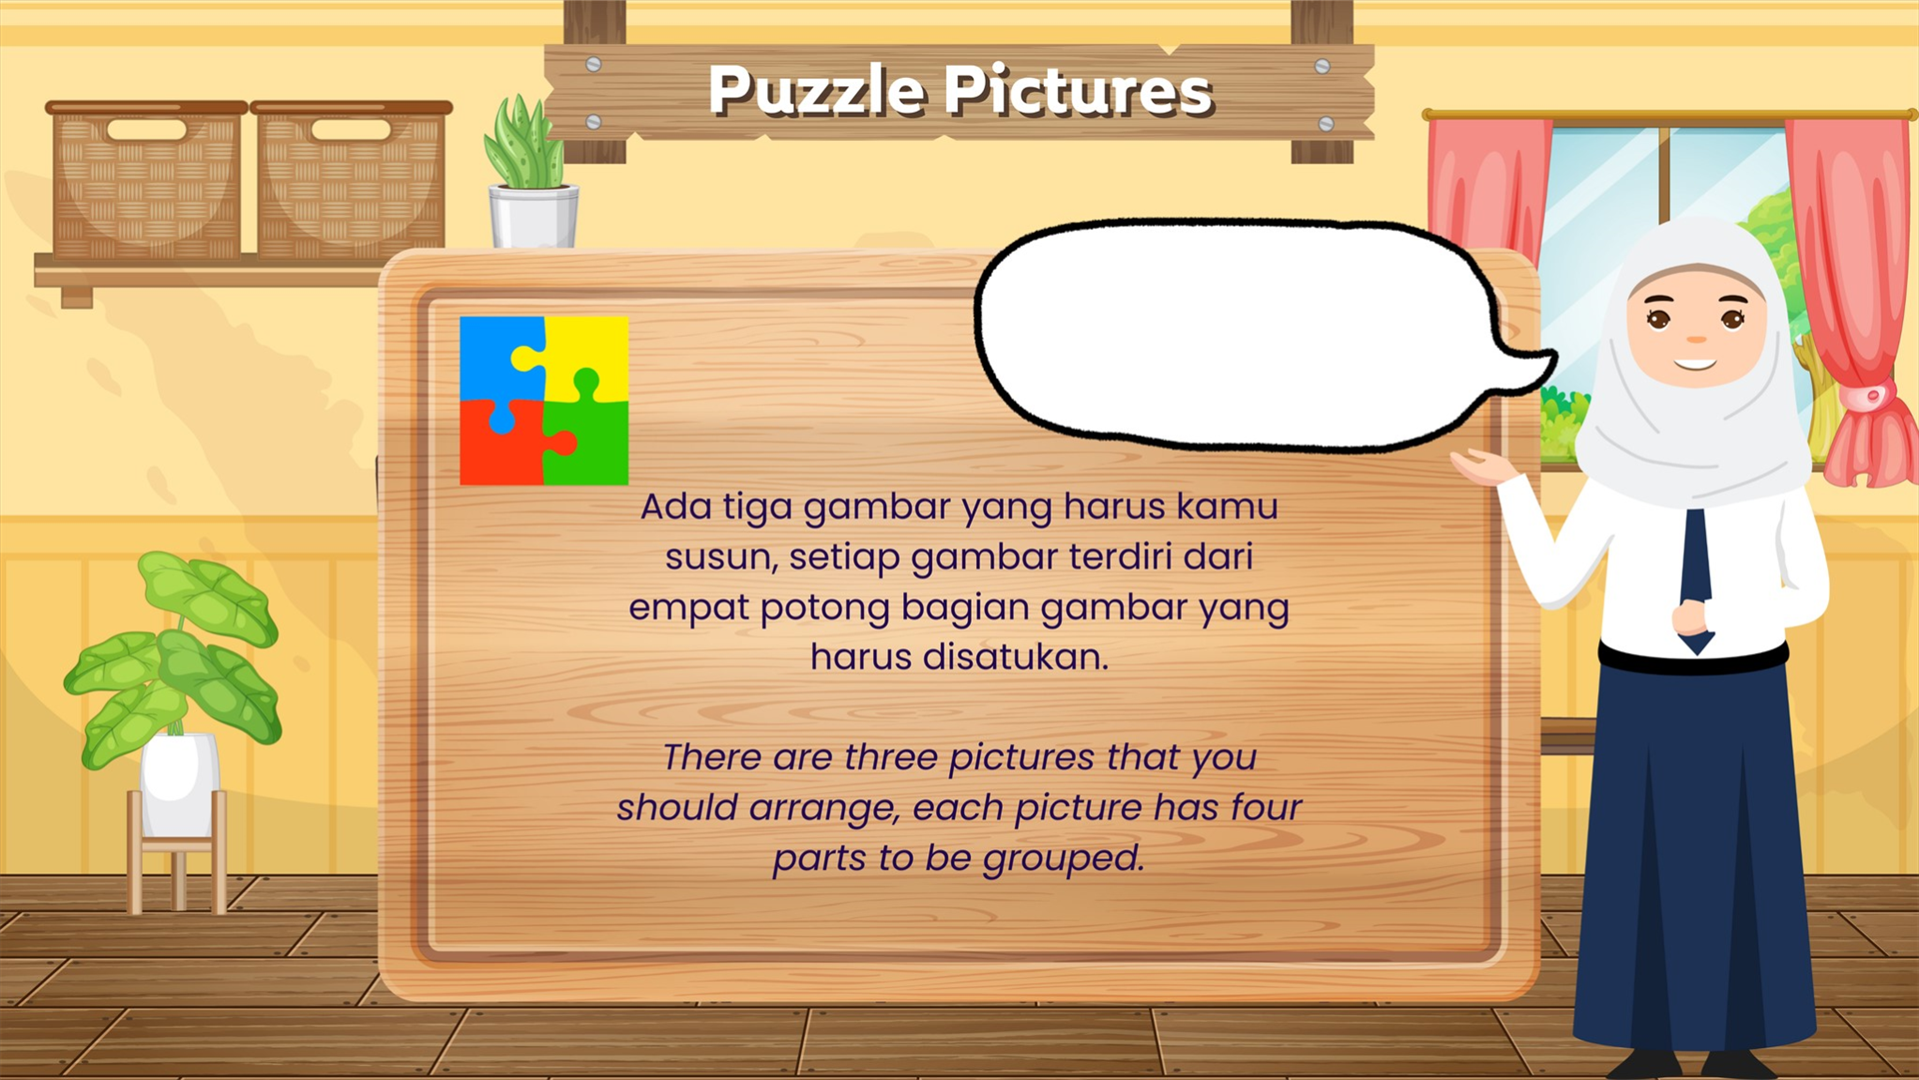 Puzzle Pictures
Ada tiga gambar yang harus kamu
susun, setiap gambar terdiri dari
empat potong bagian gambar yang
harus disatukan.
There are three pictures that you
should arrange, each picture has four
parts to be grouped.